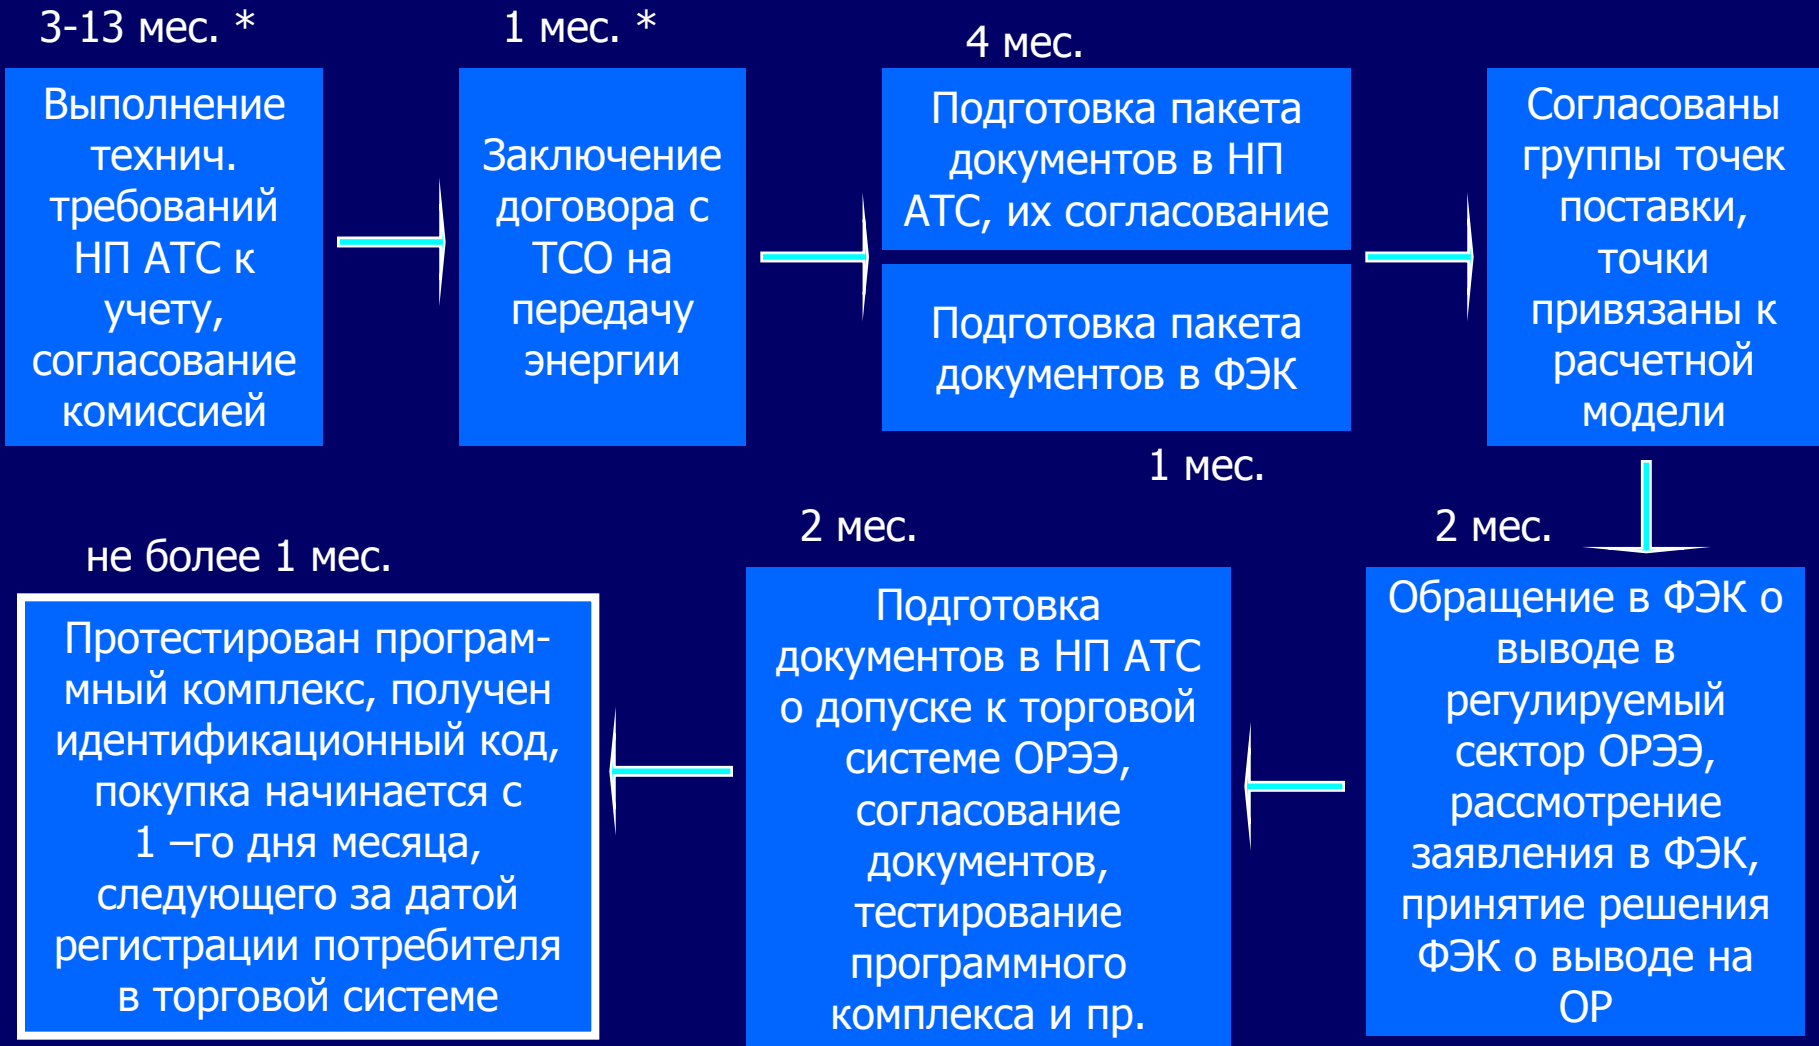 3-13 мес. *
Выполнение
технич.
требований
НП АТС к
учету,
согласование
комиссией
1 мес. *
Заключение
договора с
ТСО на
передачу
энергии
4 мес.
Подготовка пакета
документов в НП
АТС, их согласование
Подготовка пакета
документов в ФЭК
1 мес.
Согласованы
группы точек
поставки,
точки
привязаны к
расчетной
модели
2 мес.
Обращение в ФЭК о
выводе в
регулируемый
сектор ОРЭЭ,
рассмотрение
заявления в ФЭК,
принятие решения
ФЭК о выводе на
ОР
2 мес.
Подготовка
документов в НП АТС
о допуске к торговой
системе ОРЭЭ,
согласование
документов,
тестирование
программного
комплекса и пр.
не более 1 мес.
Протестирован програм-
мный комплекс, получен
идентификационный код,
покупка начинается с
1 –го дня месяца,
следующего за датой
регистрации потребителя
в торговой системе